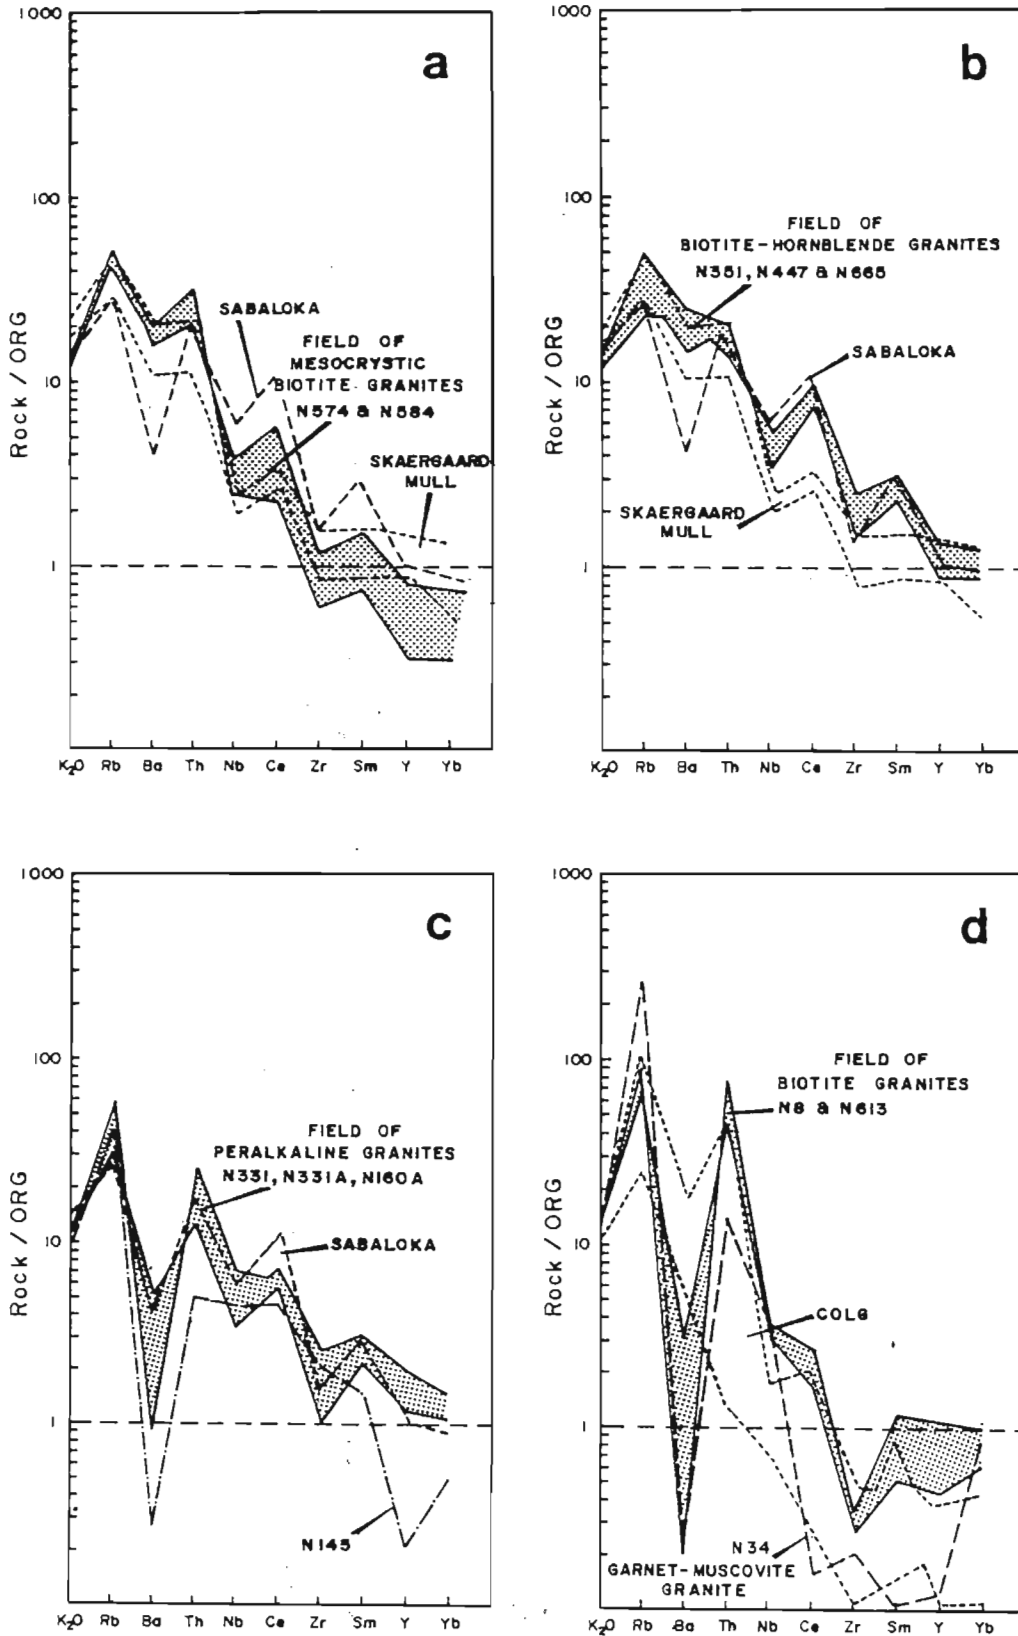 1000
a
100
SABALOKA
FIELD OF
MESOCRYSTIC
BIOTITE GRANITES
N574 & N584
10
SKAERGAARD
MULL
1
Rock / ORG
K2O Rb Ba Th Nb Ce Zr Sm Y Yb
1000
b
100
FIELD OF
BIOTITE-HORNBLENDE GRANITES
N351, N447 & N665
SABALOKA
10
SKAERGAARD
MULL
1
Rock / ORG
K2O Rb Ba Th Nb Ce Zr Sm Y Yb
1000
c
100
FIELD OF
PERALKALINE GRANITES
N331, N331A, N160A
SABALOKA
10
1
N145
Rock / ORG
K2O Rb Ba Th Nb Ce Zr Sm Y Yb
1000
d
100
FIELD OF
BIOTITE GRANITES
N8 & N613
10
COLG
1
N34
GARNET-MUSCOVITE
GRANITE
Rock / ORG
K2O Rb Ba Th Nb Ce Zr Sm Y Yb